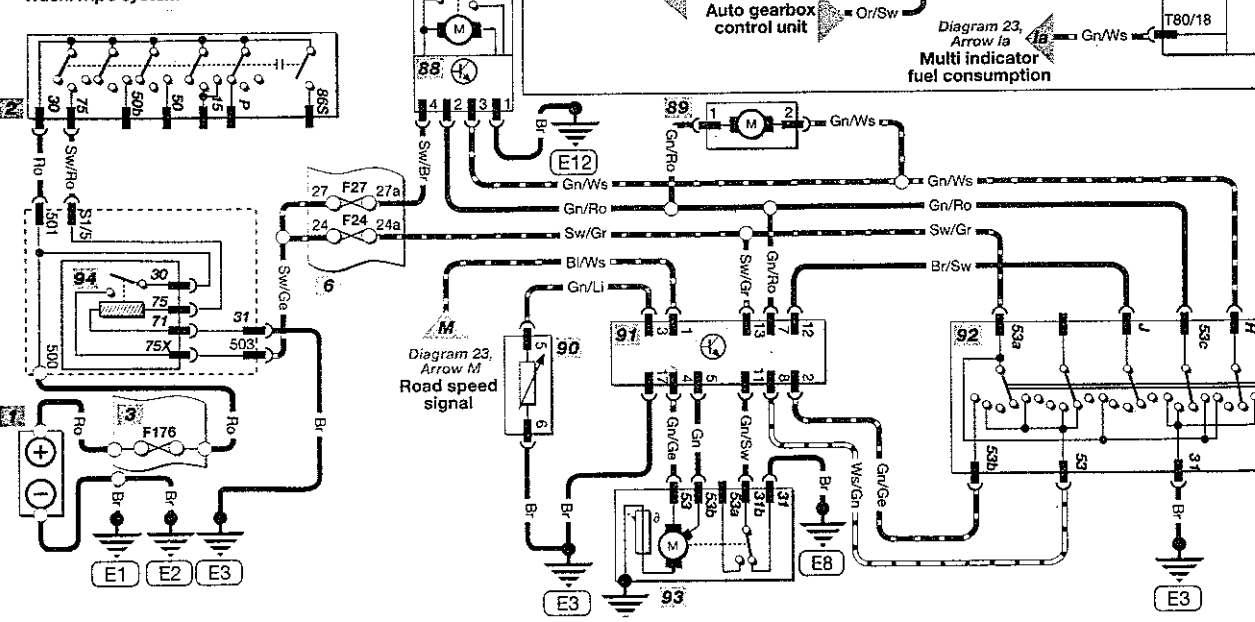 Auto gearbox
control unit
Or/Sw
Diagram 23,
Arrow Ia
Multi indicator
fuel consumption
Ia
Gn/Ws
T80/18
2
30
75
50b
50
15
P
86S
M
88
4
2
3
1
Br
E12
89
1
M
2
Gn/Ws
Ro
Sw/Ro
Sw/Br
Gn/Ro
27
F27
27a
24
F24
24a
6
Gn/Ws
Gn/Ws
Gn/Ro
Gn/Ro
Sw/Gr
Sw/Gr
501
S1/5
94
30
75
71
75X
31
503
500
Sw/Ge
Bl/Ws
Gn/Li
Sw/Gr
Gn/Ro
Br/Sw
M
Diagram 23,
Arrow M
Road speed
signal
5
90
6
3
1
13
7
12
91
17
4
5
11
8
2
53a
J
53c
H
92
53b
53
31
1
Ro
3
F176
Ro
Br
Br
Br
E1
E2
E3
Br
Br
E3
Gn/Ge
Gn
Gn/Sw
Br
Ws/Gn
Gn/Ge
Br
53
53b
53a
31b
31
M
93
E8
E3